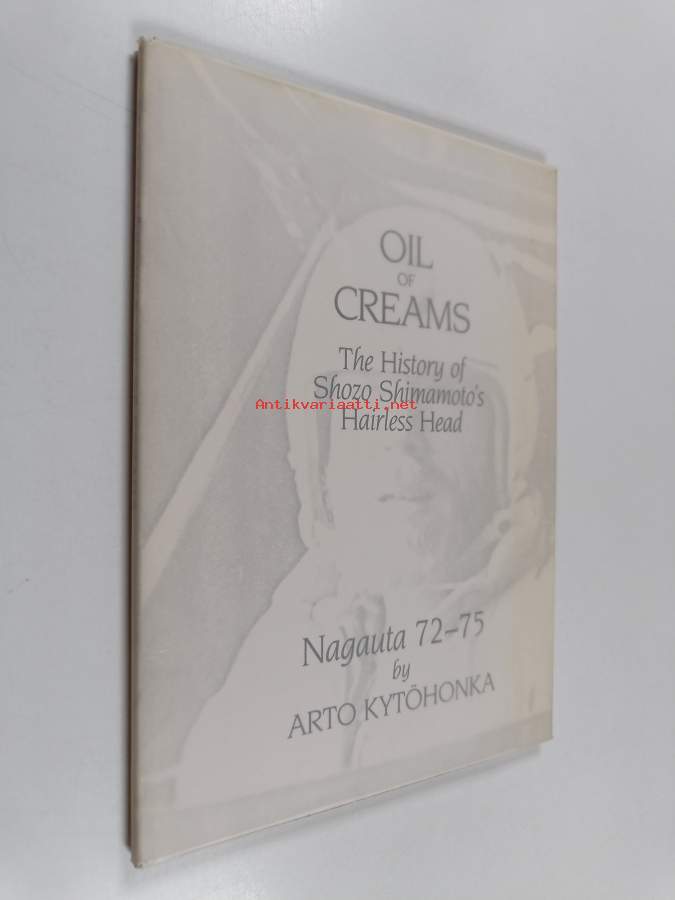 OIL
OF
CREAMS
The History of
Shozo Shimamoto's
Antikvariaatti.net
Hairless Head
Nagauta 72–75
by
ARTO KYTÖHONKA